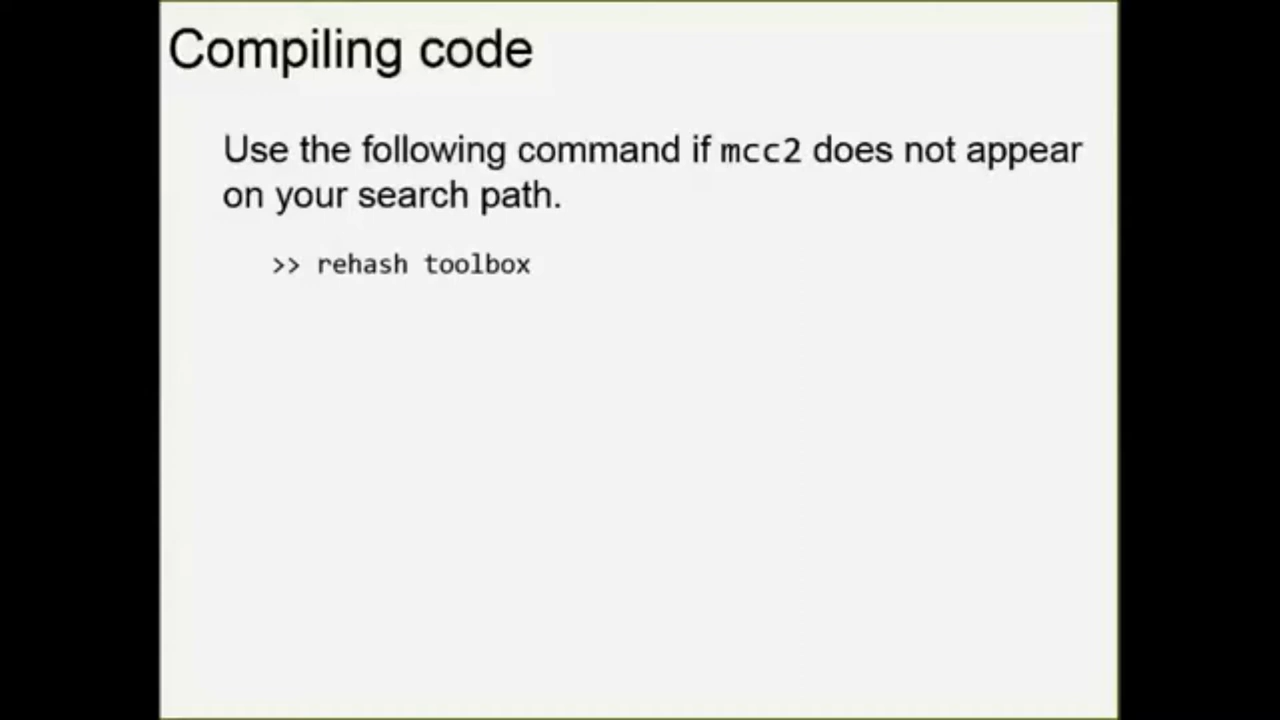 Compiling code
Use the following command if mcc2 does not appear
on your search path.
>> rehash toolbox